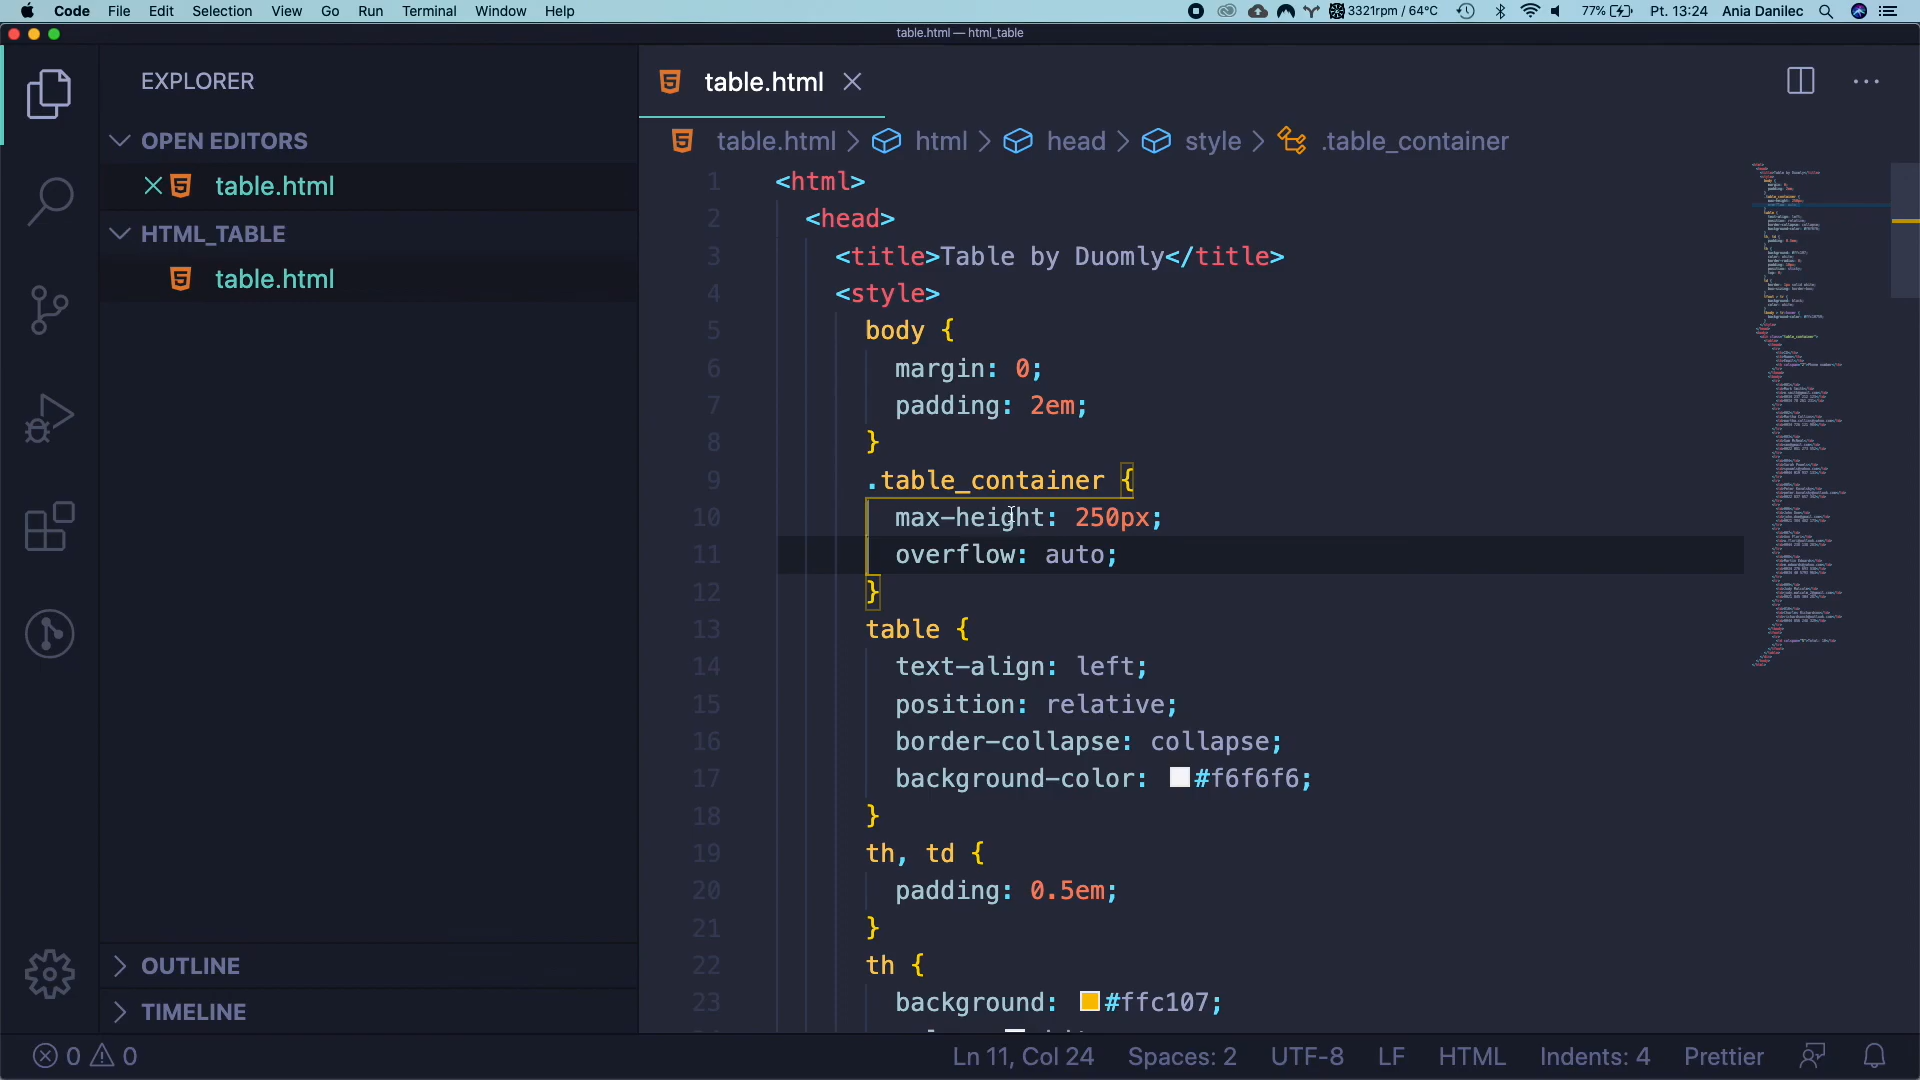 Code File Edit Selection View Go Run Terminal Window Help 3321rpm / 64°C 77% Pt. 13:24 Ania Danilec
table.html — html_table
EXPLORER
OPEN EDITORS
table.html
HTML_TABLE
table.html
OUTLINE
TIMELINE
table.html
table.html > html > head > style > .table_container
1 <html>
2 <head>
3 <title>Table by Duomly</title>
4 <style>
5 body {
6 margin: 0;
7 padding: 2em;
8 }
9 .table_container {
10 max-height: 250px;
11 overflow: auto;
12 }
13 table {
14 text-align: left;
15 position: relative;
16 border-collapse: collapse;
17 background-color: #f6f6f6;
18 }
19 th, td {
20 padding: 0.5em;
21 }
22 th {
23 background: #ffc107;
0 0 Ln 11, Col 24 Spaces: 2 UTF-8 LF HTML Indents: 4 Prettier